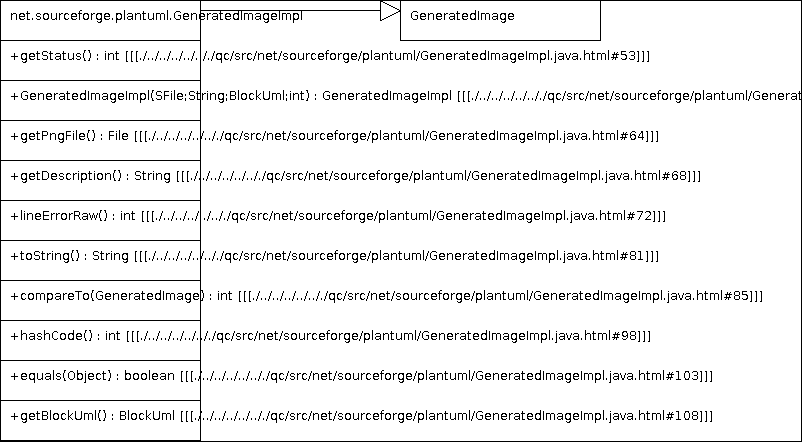 net.sourceforge.plantuml.GeneratedImageImpl GeneratedImage
+getStatus() : int [[[./../../../../../qc/src/net/sourceforge/plantuml/GeneratedImageImpl.java.html#53]]]
+GeneratedImageImpl(SFile;String;BlockUml;int) : GeneratedImageImpl [[[./../../../../../qc/src/net/sourceforge/plantuml/Generat
+getPngFile() : File [[[./../../../../../qc/src/net/sourceforge/plantuml/GeneratedImageImpl.java.html#64]]]
+getDescription() : String [[[./../../../../../qc/src/net/sourceforge/plantuml/GeneratedImageImpl.java.html#68]]]
+lineErrorRaw() : int [[[./../../../../../qc/src/net/sourceforge/plantuml/GeneratedImageImpl.java.html#72]]]
+toString() : String [[[./../../../../../qc/src/net/sourceforge/plantuml/GeneratedImageImpl.java.html#81]]]
+compareTo(GeneratedImage) : int [[[./../../../../../qc/src/net/sourceforge/plantuml/GeneratedImageImpl.java.html#85]]]
+hashCode() : int [[[./../../../../../qc/src/net/sourceforge/plantuml/GeneratedImageImpl.java.html#98]]]
+equals(Object) : boolean [[[./../../../../../qc/src/net/sourceforge/plantuml/GeneratedImageImpl.java.html#103]]]
+getBlockUml() : BlockUml [[[./../../../../../qc/src/net/sourceforge/plantuml/GeneratedImageImpl.java.html#108]]]